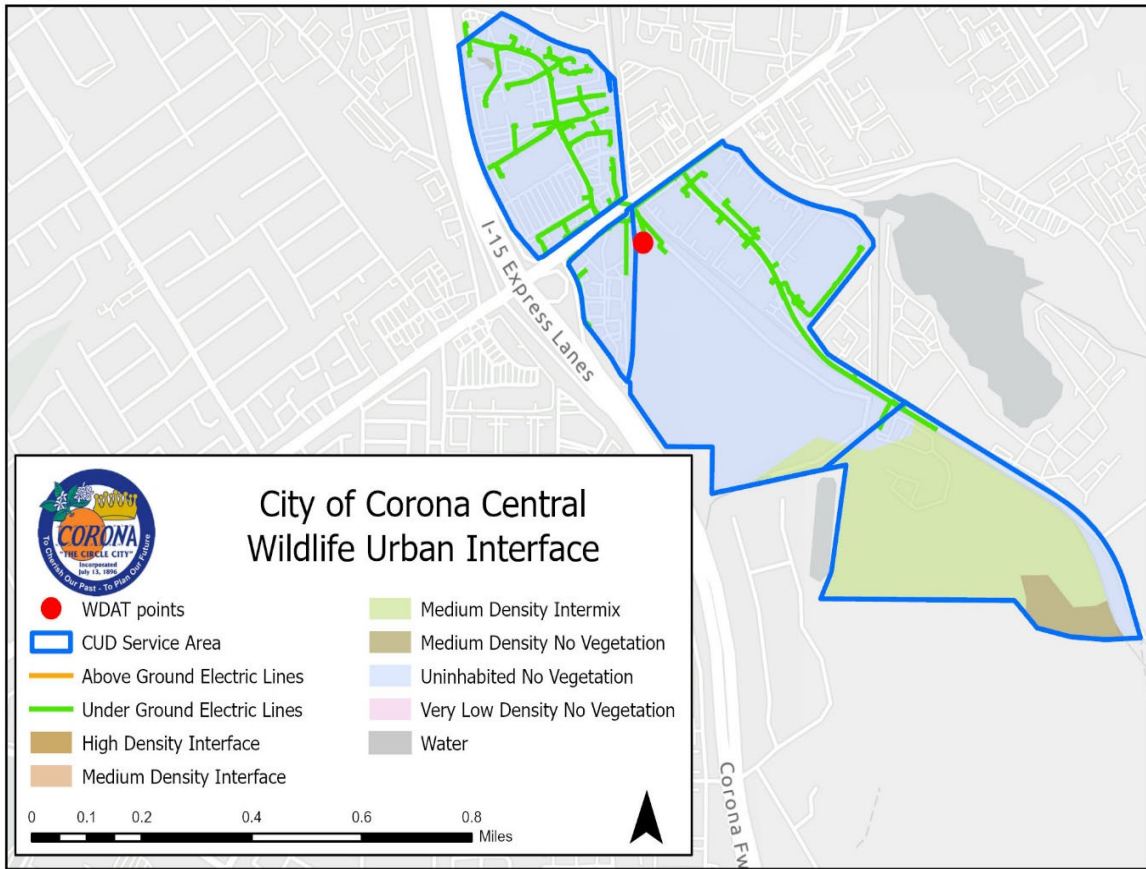 I-15 Express Lanes
Corona Fw
City of Corona Central
Wildlife Urban Interface
CORONA
"THE CIRCLE CITY"
Incorporated
July 13, 1896
To Cherish Our Past - To Plan Our Future
WDAT points
CUD Service Area
Above Ground Electric Lines
Under Ground Electric Lines
High Density Interface
Medium Density Interface
Medium Density Intermix
Medium Density No Vegetation
Uninhabited No Vegetation
Very Low Density No Vegetation
Water
0 0.1 0.2 0.4 0.6 0.8
Miles